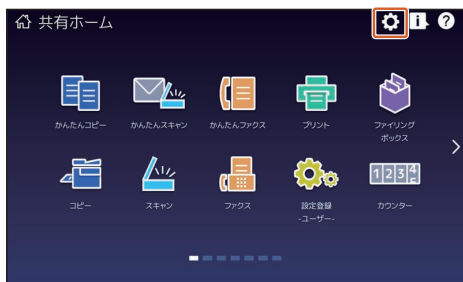 共有ホーム
i ?
かんたんコピー かんたんスキャン かんたんファクス プリント ファイリング
ボックス
コピー スキャン ファクス 設定登録 カウンター
-ユーザー-